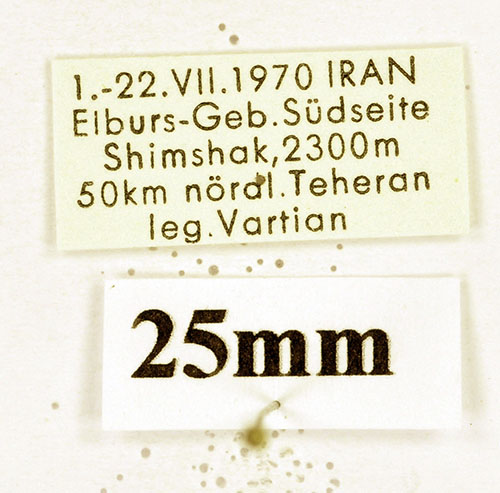 1.-22.VII.1970 IRAN
Elburs-Geb.Südseite
Shimshak,2300m
50km nördl.Teheran
leg.Vartian
25mm